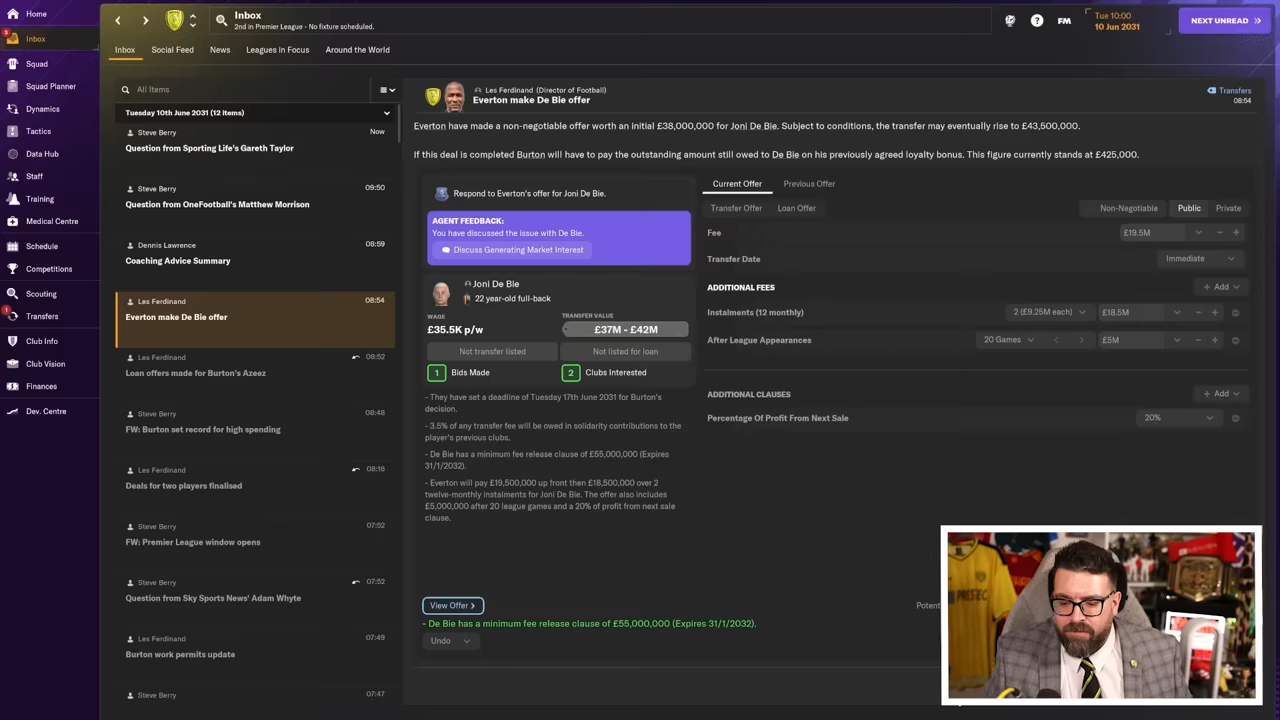 Home
3
Inbox
Squad
Squad Planner
Dynamics
Tactics
Data Hub
Staff
Training
Medical Centre
Schedule
Competitions
Scouting
1
Transfers
Club Info
Club Vision
Finances
Dev. Centre
Inbox
2nd in Premier League - No fixture scheduled.
FM
Tue 10:00
10 Jun 2031
NEXT UNREAD
Inbox
Social Feed
News
Leagues in Focus
Around the World
All Items
Tuesday 10th June 2031 (12 items)
Steve Berry
Now
Question from Sporting Life's Gareth Taylor
Steve Berry
09:50
Question from OneFootball's Matthew Morrison
Dennis Lawrence
08:59
Coaching Advice Summary
Les Ferdinand
08:54
Everton make De Bie offer
Les Ferdinand
08:52
Loan offers made for Burton's Azeez
Steve Berry
08:48
FW: Burton set record for high spending
Les Ferdinand
08:16
Deals for two players finalised
Steve Berry
07:52
FW: Premier League window opens
Steve Berry
07:52
Question from Sky Sports News' Adam Whyte
Les Ferdinand
07:49
Burton work permits update
Steve Berry
07:47
Les Ferdinand (Director of Football)
Everton make De Bie offer
Transfers
08:54
Everton have made a non-negotiable offer worth an initial £38,000,000 for Joni De Bie. Subject to conditions, the transfer may eventually rise to £43,500,000.
If this deal is completed Burton will have to pay the outstanding amount still owed to De Bie on his previously agreed loyalty bonus. This figure currently stands at £425,000.
Respond to Everton's offer for Joni De Bie.
AGENT FEEDBACK:
You have discussed the issue with De Bie.
Discuss Generating Market Interest
Joni De Bie
22 year-old full-back
WAGE
£35.5K p/w
TRANSFER VALUE
£37M - £42M
Not transfer listed
Not listed for loan
1
Bids Made
2
Clubs Interested
- They have set a deadline of Tuesday 17th June 2031 for Burton's
decision.
- 3.5% of any transfer fee will be owed in solidarity contributions to the
player's previous clubs.
- De Bie has a minimum fee release clause of £55,000,000 (Expires
31/1/2032).
- Everton will pay £19,500,000 up front then £18,500,000 over 2
twelve-monthly instalments for Joni De Bie. The offer also includes
£5,000,000 after 20 league games and a 20% of profit from next sale
clause.
Current Offer
Previous Offer
Transfer Offer
Loan Offer
Non-Negotiable
Public
Private
Fee
£19.5M
Transfer Date
Immediate
ADDITIONAL FEES
+ Add
Instalments (12 monthly)
2 (£9.25M each)
£18.5M
After League Appearances
20 Games
£5M
ADDITIONAL CLAUSES
+ Add
Percentage Of Profit From Next Sale
20%
View Offer
Potent
- De Bie has a minimum fee release clause of £55,000,000 (Expires 31/1/2032).
Undo
PRESEC